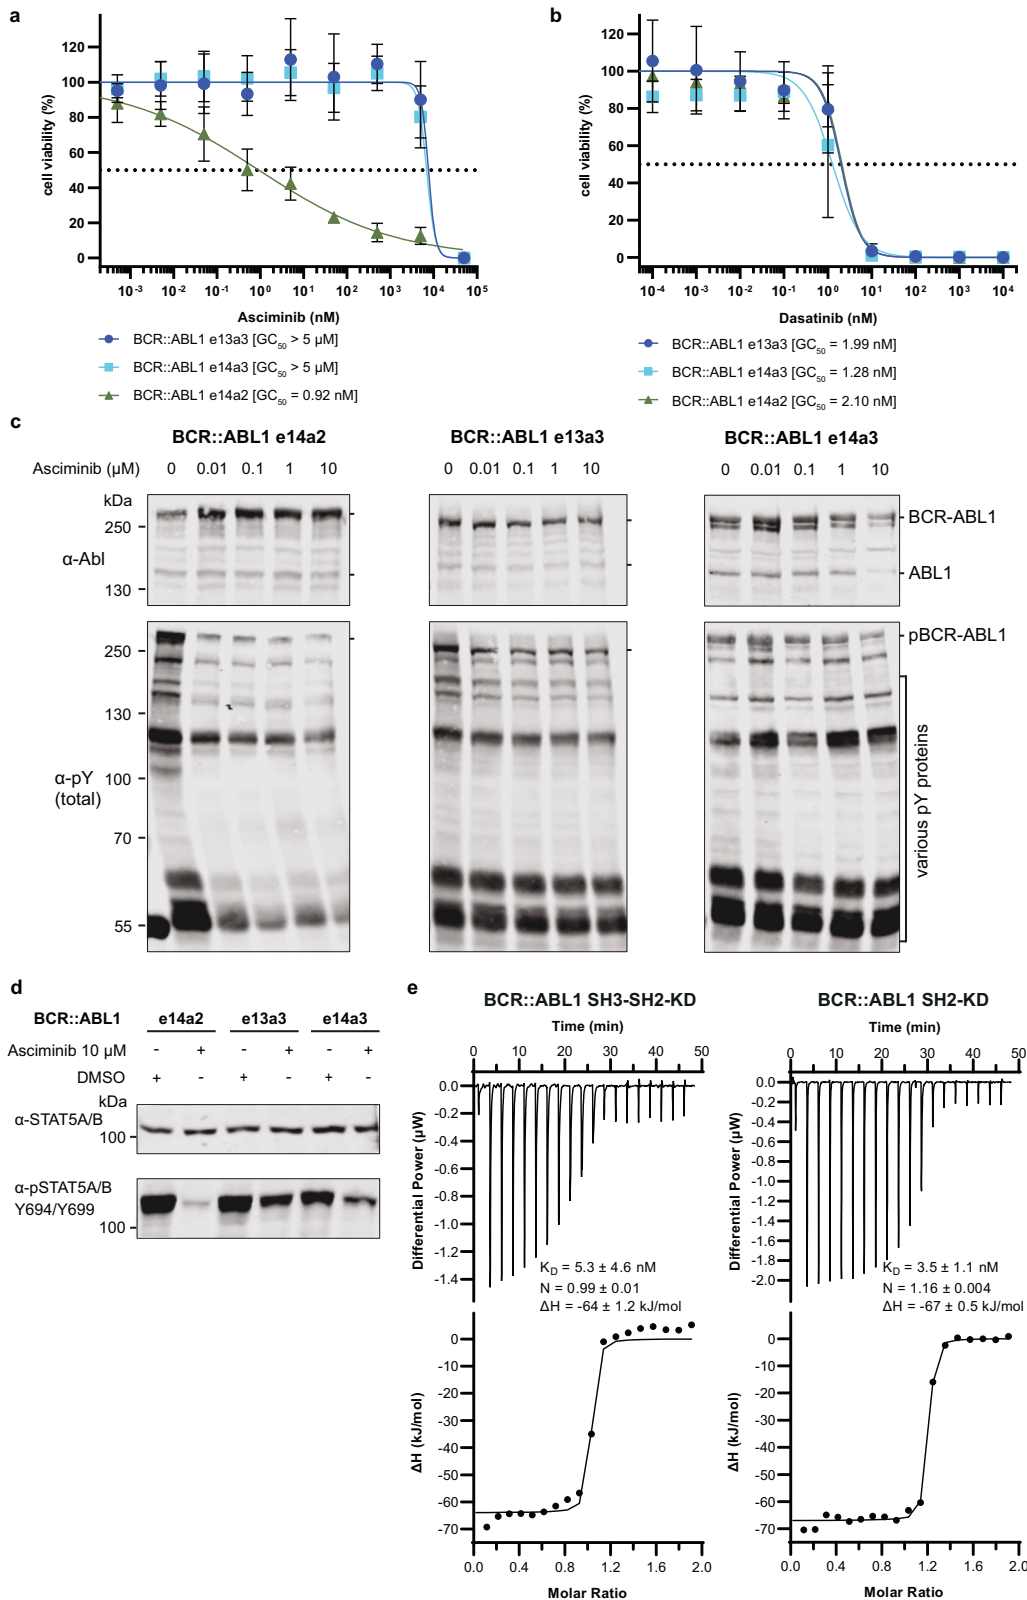 a
120
100
80
60
40
20
0
cell viability (%)
10-3 10-2 10-1 100 101 102 103 104 105
Asciminib (nM)
BCR::ABL1 e13a3 [GC50 > 5 µM]
BCR::ABL1 e14a3 [GC50 > 5 µM]
BCR::ABL1 e14a2 [GC50 = 0.92 nM]
b
120
100
80
60
40
20
0
cell viability (%)
10-4 10-3 10-2 10-1 100 101 102 103 104
Dasatinib (nM)
BCR::ABL1 e13a3 [GC50 = 1.99 nM]
BCR::ABL1 e14a3 [GC50 = 1.28 nM]
BCR::ABL1 e14a2 [GC50 = 2.10 nM]
c
BCR::ABL1 e14a2 BCR::ABL1 e13a3 BCR::ABL1 e14a3
Asciminib (µM) 0 0.01 0.1 1 10 0 0.01 0.1 1 10 0 0.01 0.1 1 10
kDa
250
α-Abl
130
BCR-ABL1
ABL1
250
130
α-pY
(total)
100
70
55
pBCR-ABL1
various pY proteins
d
BCR::ABL1 e14a2 e13a3 e14a3
Asciminib 10 µM - + - + - +
DMSO + - + - + -
kDa
α-STAT5A/B
100
α-pSTAT5A/B
Y694/Y699
100
e
BCR::ABL1 SH3-SH2-KD
Time (min)
0 10 20 30 40 50
0.0
-0.2
-0.4
-0.6
-0.8
-1.0
-1.2
-1.4
Differential Power (µW)
KD = 5.3 ± 4.6 nM
N = 0.99 ± 0.01
ΔH = -64 ± 1.2 kJ/mol
0
-10
-20
-30
-40
-50
-60
-70
ΔH (kJ/mol)
0.0 0.4 0.8 1.2 1.6 2.0
Molar Ratio
BCR::ABL1 SH2-KD
Time (min)
0 10 20 30 40 50
0.0
-0.2
-0.4
-0.6
-0.8
-1.0
-1.2
-1.4
-1.6
-1.8
-2.0
Differential Power (µW)
KD = 3.5 ± 1.1 nM
N = 1.16 ± 0.004
ΔH = -67 ± 0.5 kJ/mol
0
-10
-20
-30
-40
-50
-60
-70
ΔH (kJ/mol)
0.0 0.4 0.8 1.2 1.6 2.0
Molar Ratio